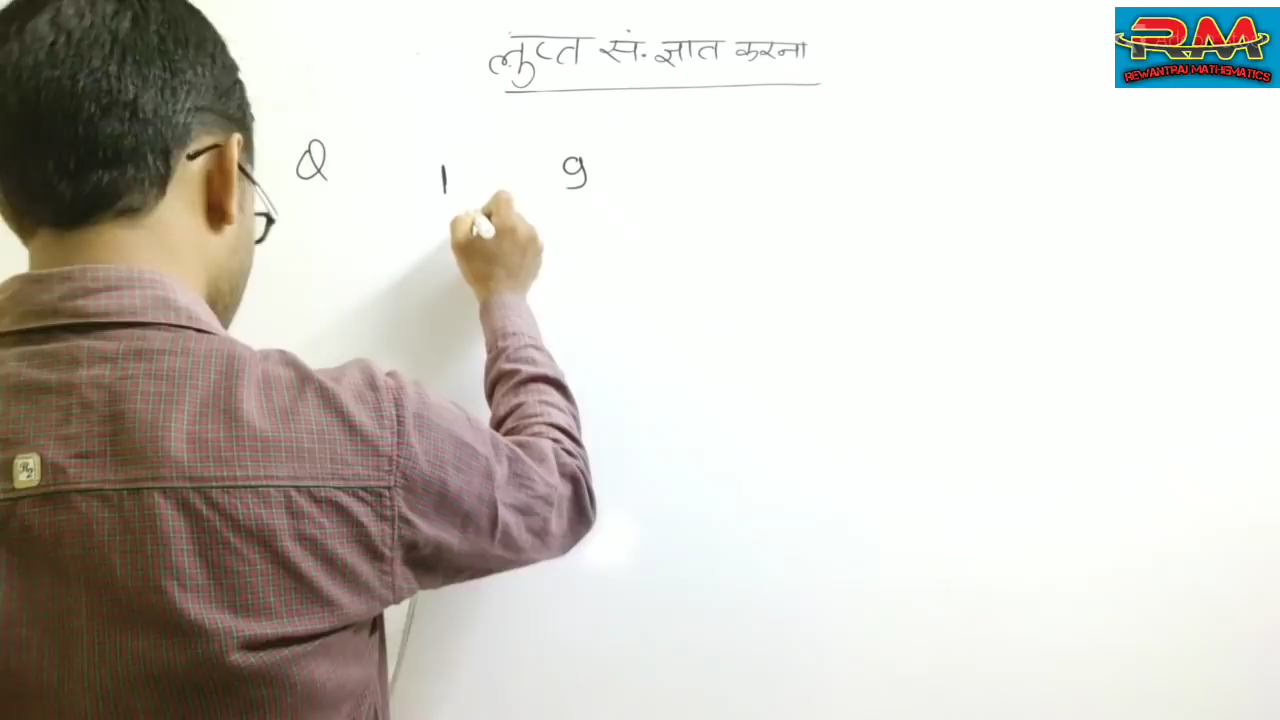 लुप्त सं. ज्ञात करना
Q 1 9
RM
REWANTRAJ MATHEMATICS